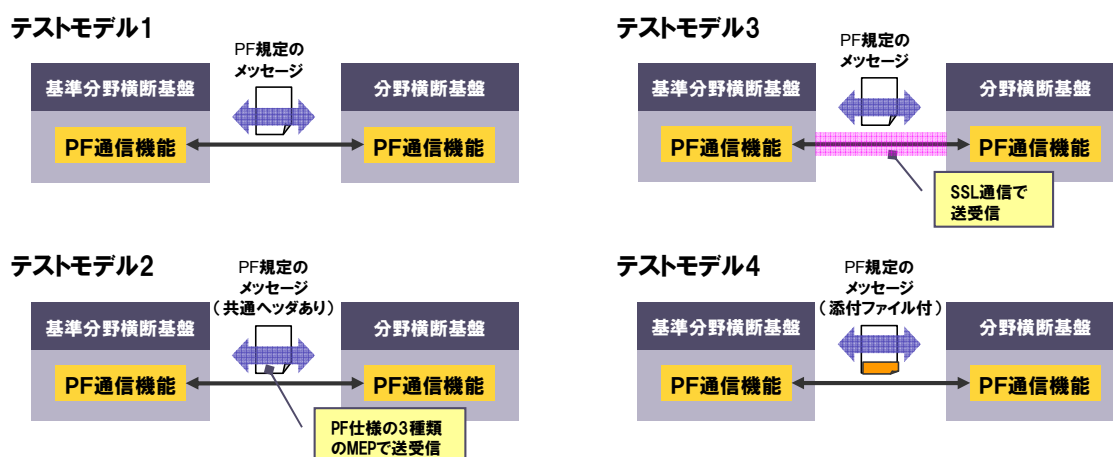 テストモデル1
PF規定の
メッセージ
基準分野横断基盤
分野横断基盤
PF通信機能
PF通信機能
テストモデル3
PF規定の
メッセージ
基準分野横断基盤
分野横断基盤
PF通信機能
PF通信機能
SSL通信で
送受信
テストモデル2
PF規定の
メッセージ
（共通ヘッダあり）
基準分野横断基盤
分野横断基盤
PF通信機能
PF通信機能
PF仕様の3種類
のMEPで送受信
テストモデル4
PF規定の
メッセージ
（添付ファイル付）
基準分野横断基盤
分野横断基盤
PF通信機能
PF通信機能